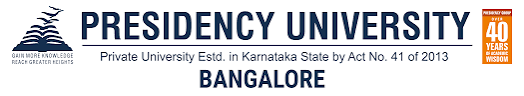 GAIN MORE KNOWLEDGE
REACH GREATER HEIGHTS
PRESIDENCY UNIVERSITY
Private University Estd. in Karnataka State by Act No. 41 of 2013
BANGALORE
PRESIDENCY GROUP
OVER
40
YEARS
OF ACADEMIC
WISDOM